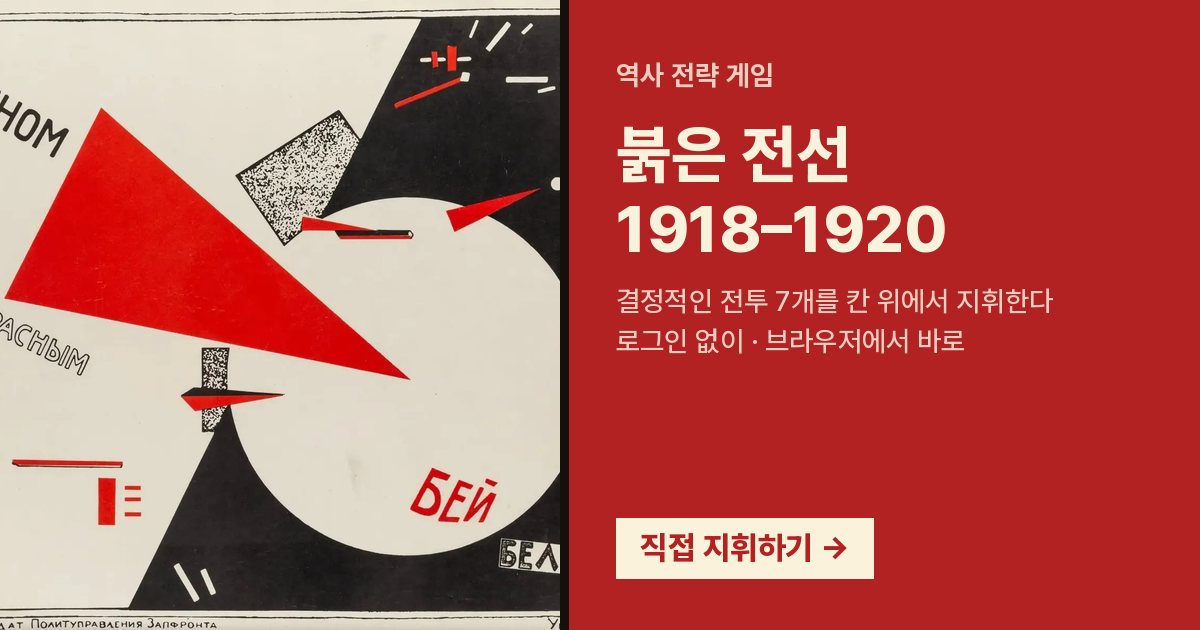 НОМ
РАСНЫМ
БЕЙ
БЕЛ
ДАТ ПОЛИТУПРАВЛЕНИЯ ЗАПФРОНТА
У
역사 전략 게임
붉은 전선
1918–1920
결정적인 전투 7개를 칸 위에서 지휘한다
로그인 없이 · 브라우저에서 바로
직접 지휘하기 →